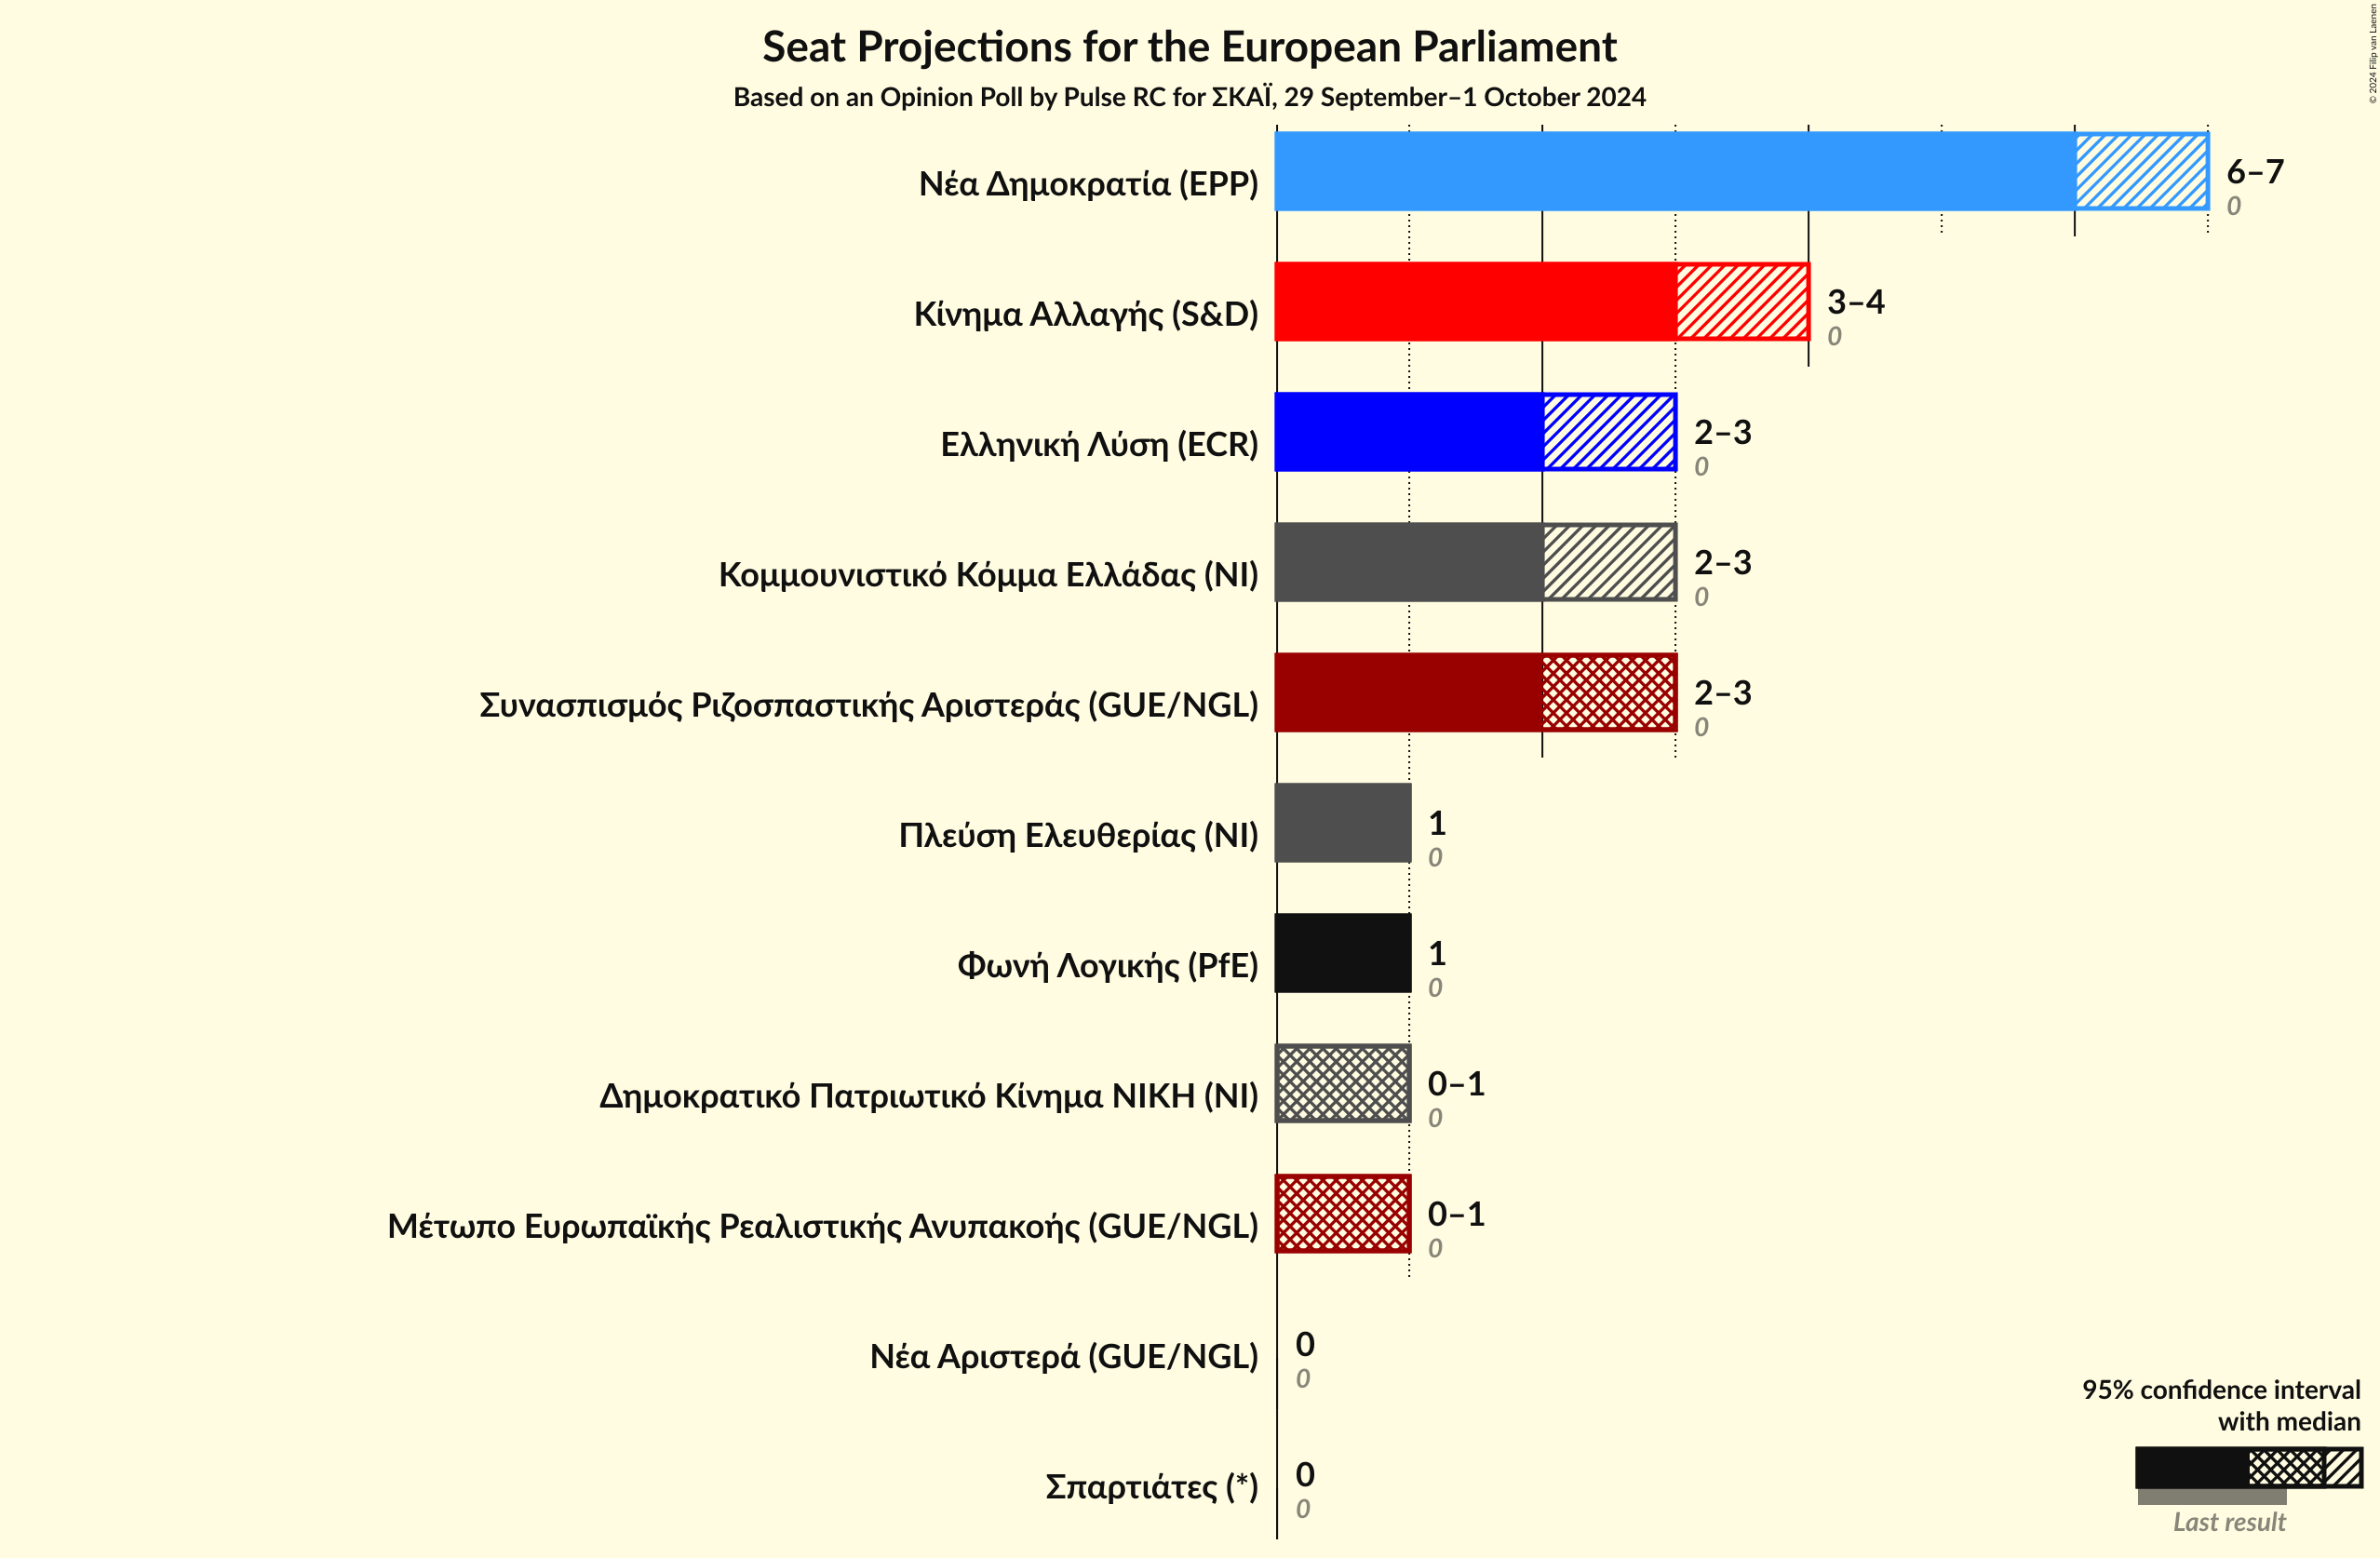 Seat Projections for the European Parliament
Based on an Opinion Poll by Pulse RC for ΣΚΑΪ, 29 September–1 October 2024
© 2024 Filip van Laenen
Νέα Δημοκρατία (EPP)
6–7
0
Κίνημα Αλλαγής (S&D)
3–4
0
Ελληνική Λύση (ECR)
2–3
0
Κομμουνιστικό Κόμμα Ελλάδας (NI)
2–3
0
Συνασπισμός Ριζοσπαστικής Αριστεράς (GUE/NGL)
2–3
0
Πλεύση Ελευθερίας (NI)
1
0
Φωνή Λογικής (PfE)
1
0
Δημοκρατικό Πατριωτικό Κίνημα ΝΙΚΗ (NI)
0–1
0
Μέτωπο Ευρωπαϊκής Ρεαλιστικής Ανυπακοής (GUE/NGL)
0–1
0
Νέα Αριστερά (GUE/NGL)
0
0
Σπαρτιάτες (*)
0
0
95% confidence interval
with median
Last result